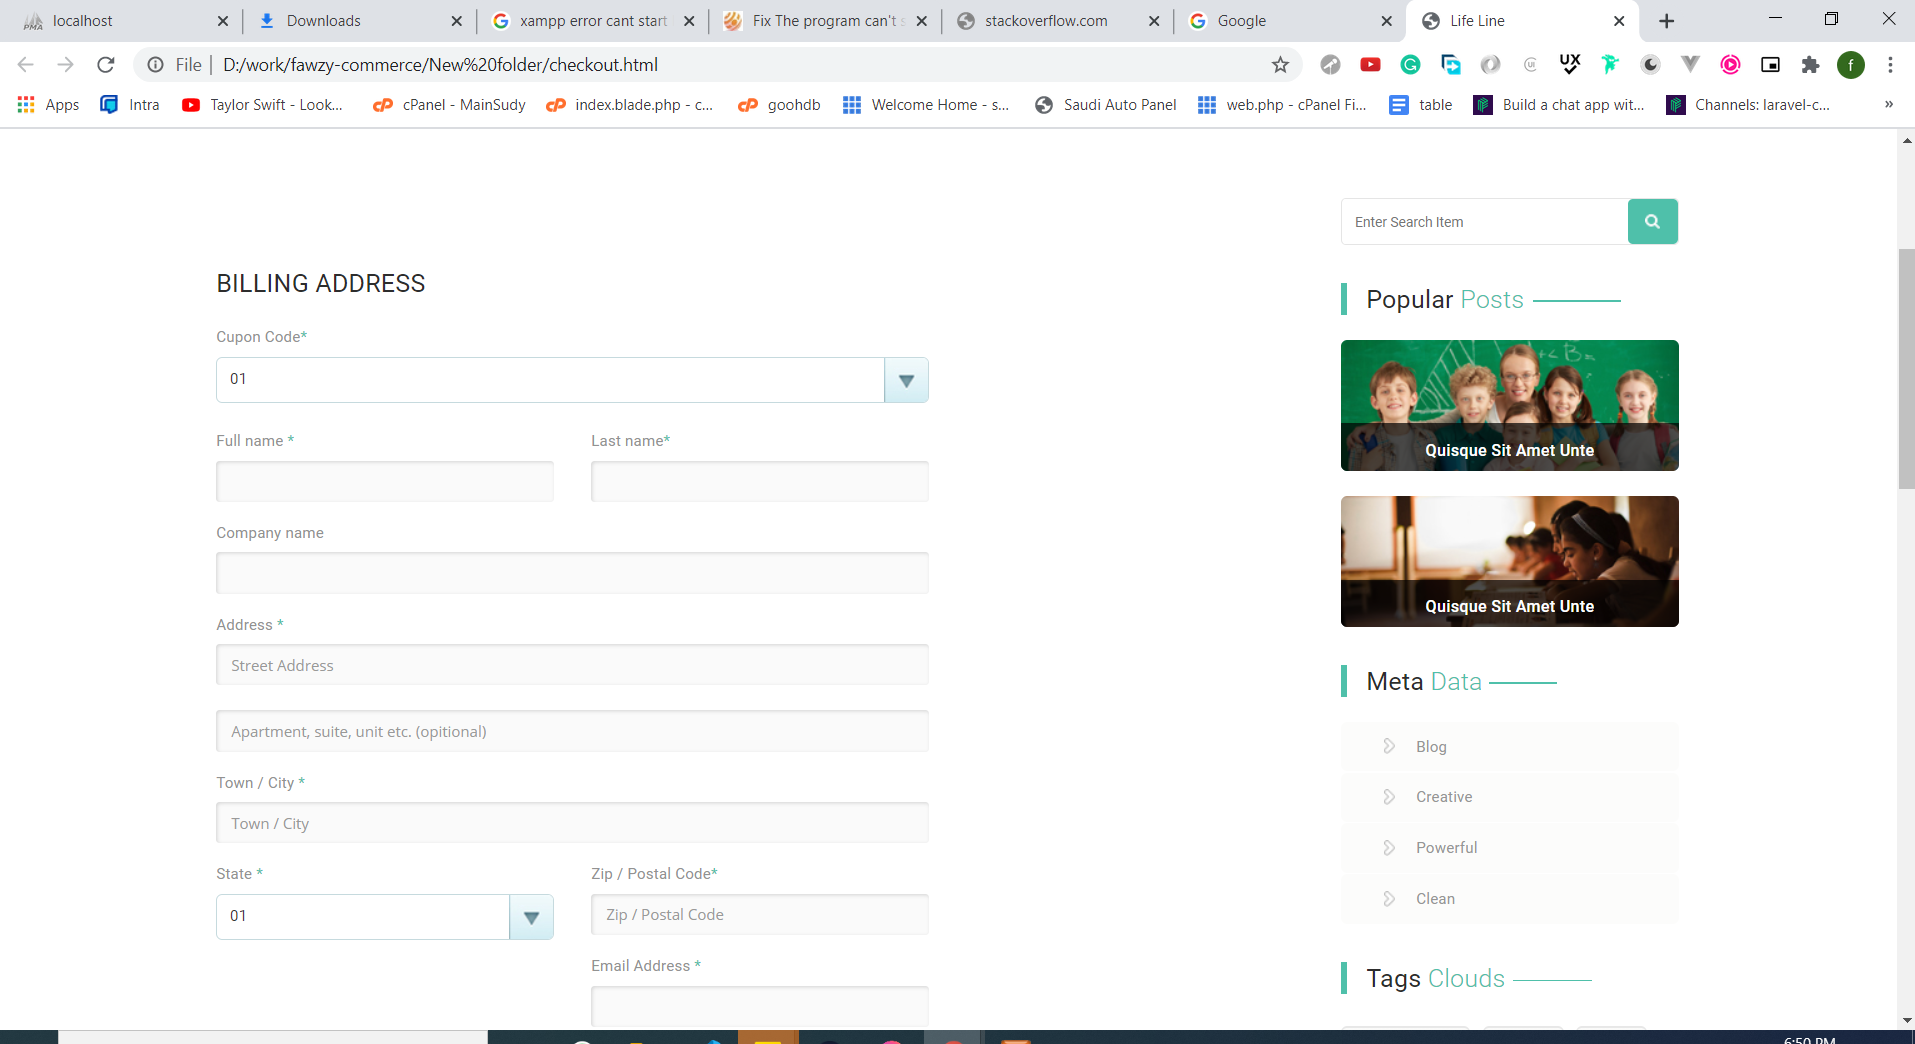 localhost
Downloads
xampp error cant start
Fix The program can't s
stackoverflow.com
Google
Life Line
File | D:/work/fawzy-commerce/New%20folder/checkout.html
Apps
Intra
Taylor Swift - Look...
cPanel - MainSudy
index.blade.php - c...
goohdb
Welcome Home - s...
Saudi Auto Panel
web.php - cPanel Fi...
table
Build a chat app wit...
Channels: laravel-c...
»
BILLING ADDRESS
Cupon Code*
01
Full name *
Last name*
Company name
Address *
Street Address
Apartment, suite, unit etc. (opitional)
Town / City *
Town / City
State *
01
Zip / Postal Code*
Zip / Postal Code
Email Address *
Enter Search Item
Popular Posts
Quisque Sit Amet Unte
Quisque Sit Amet Unte
Meta Data
Blog
Creative
Powerful
Clean
Tags Clouds
6:50 PM